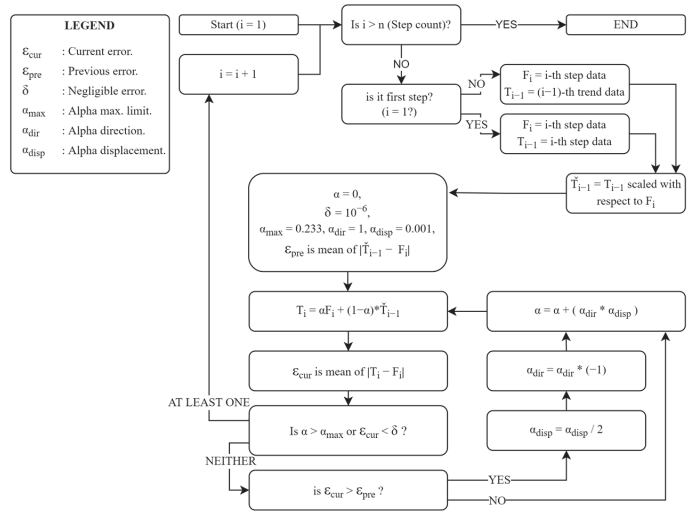 LEGEND
ε_cur : Current error.
ε_pre : Previous error.
δ : Negligible error.
α_max : Alpha max. limit.
α_dir : Alpha direction.
α_disp : Alpha displacement.
Start (i = 1)
Is i > n (Step count)?
YES
END
i = i + 1
NO
is it first step?
(i = 1?)
NO
F_i = i-th step data
T_{i−1} = (i−1)-th trend data
YES
F_i = i-th step data
T_{i−1} = i-th step data
Ť_{i−1} = T_{i−1} scaled with
respect to F_i
α = 0,
δ = 10^{−6},
α_max = 0.233, α_dir = 1, α_disp = 0.001,
ε_pre is mean of |Ť_{i−1} − F_i|
T_i = αF_i + (1−α)*Ť_{i−1}
α = α + ( α_dir * α_disp )
ε_cur is mean of |T_i − F_i|
α_dir = α_dir * (−1)
AT LEAST ONE
Is α > α_max or ε_cur < δ ?
α_disp = α_disp / 2
NEITHER
is ε_cur > ε_pre ?
YES
NO